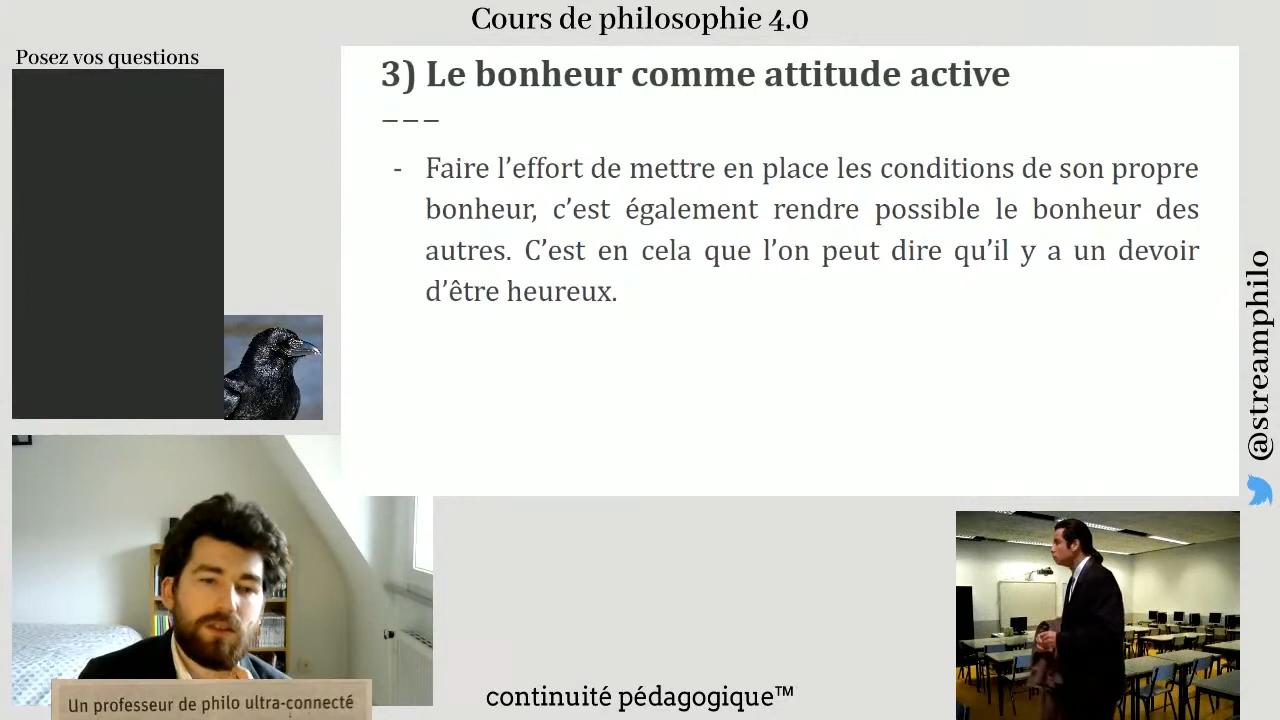 Cours de philosophie 4.0
Posez vos questions
3) Le bonheur comme attitude active
–––
- Faire l’effort de mettre en place les conditions de son propre
bonheur, c’est également rendre possible le bonheur des
autres. C’est en cela que l’on peut dire qu’il y a un devoir
d’être heureux.
@streamphilo
Un professeur de philo ultra-connecté
continuité pédagogique™